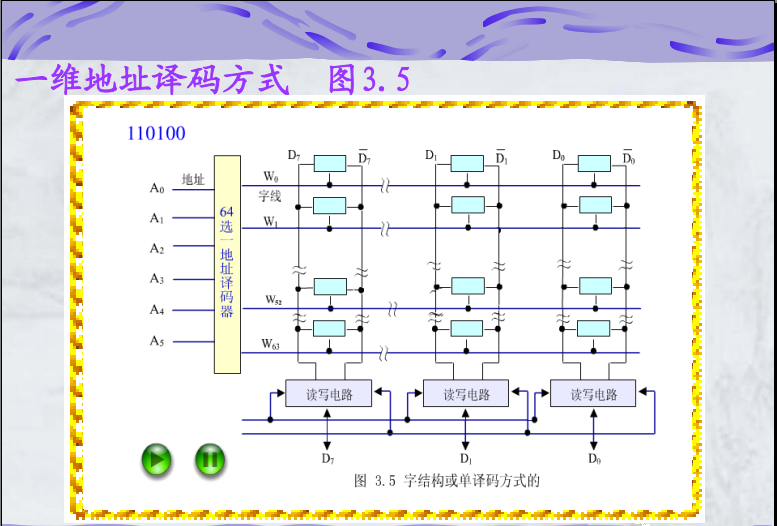 一维地址译码方式 图3.5
110100
D7 D̅7 D1 D̅1 D0 D̅0
地址
W0
A0
字线
64选一地址译码器
A1
W1
A2
A3
W52
A4
A5
W63
读写电路 读写电路 读写电路
D7 D1 D0
图 3.5 字结构或单译码方式的